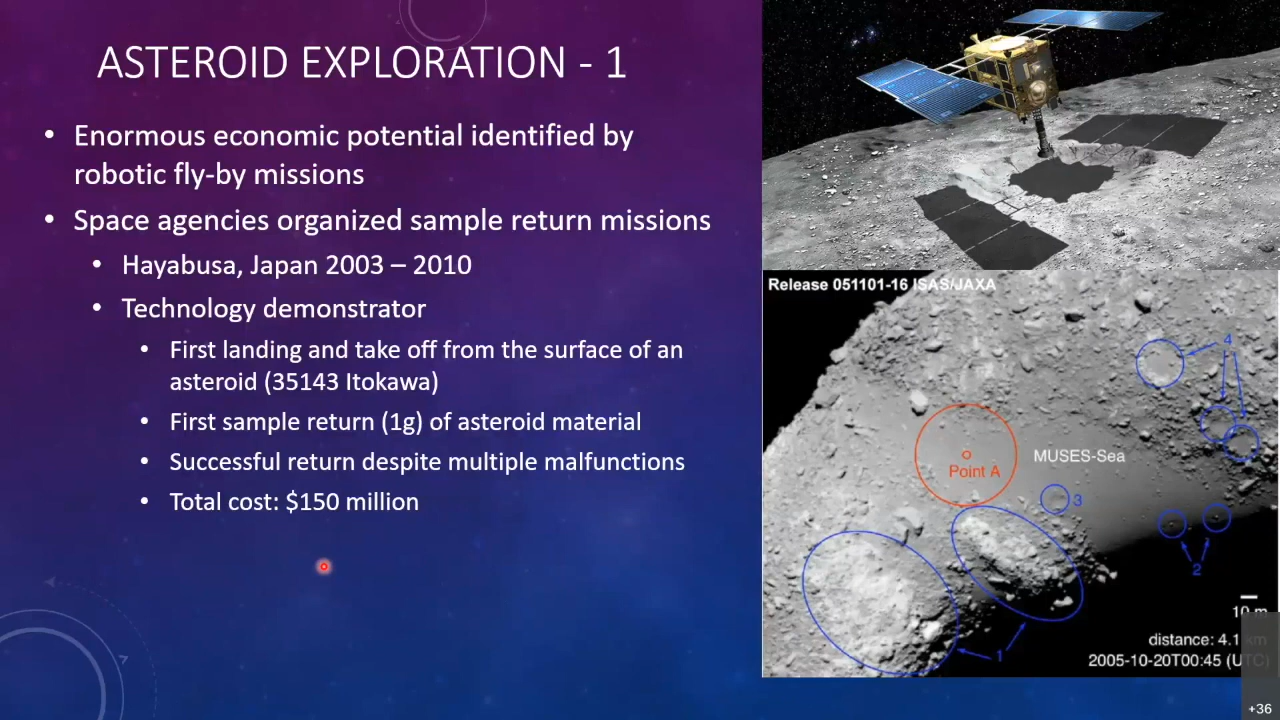 ASTEROID EXPLORATION - 1
• Enormous economic potential identified by
robotic fly-by missions
• Space agencies organized sample return missions
• Hayabusa, Japan 2003 – 2010
• Technology demonstrator
• First landing and take off from the surface of an
asteroid (35143 Itokawa)
• First sample return (1g) of asteroid material
• Successful return despite multiple malfunctions
• Total cost: $150 million
Release 051101-16 ISAS/JAXA
4
Point A
MUSES-Sea
3
2
1
10 m
distance: 4.1 km
2005-10-20T00:45 (UTC)
+36